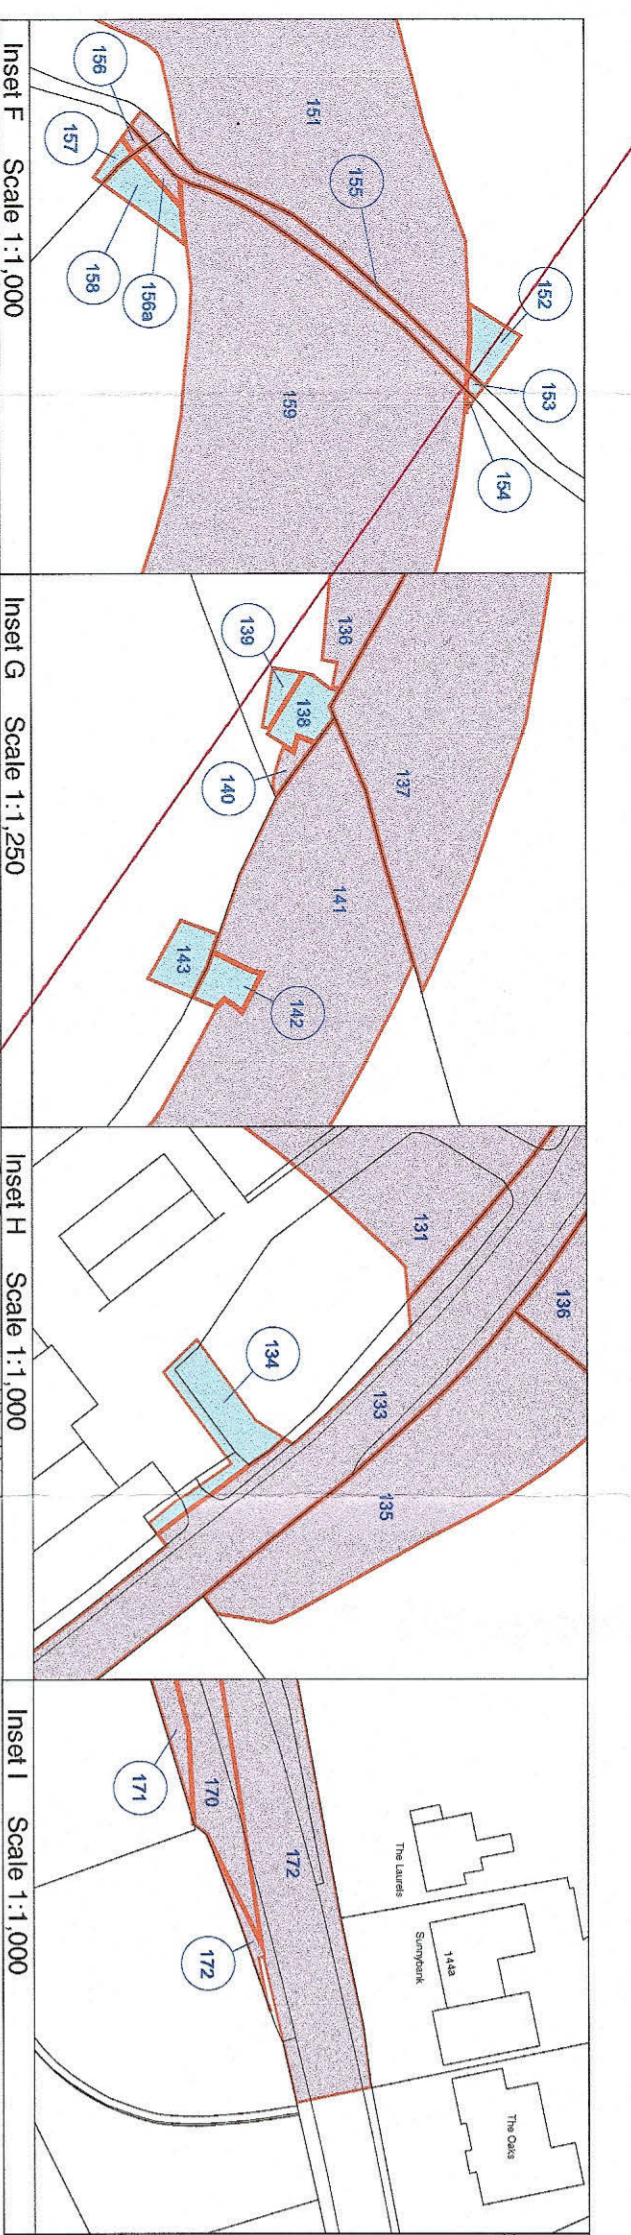 151
155
152
153
154
159
156
157
158
156a
Inset F Scale 1:1,000
136
137
139
138
140
141
143
142
Inset G Scale 1:1,250
131
136
133
134
135
Inset H Scale 1:1,000
The Laurels
Sunnybank
144a
The Oaks
172
170
171
172
Inset I Scale 1:1,000